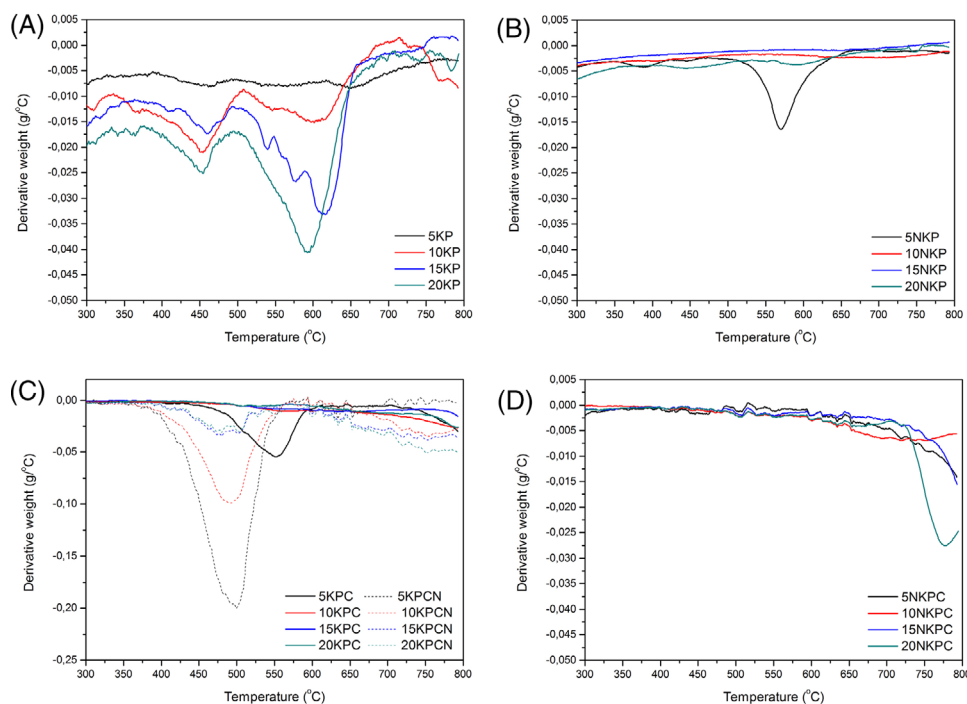 (A)
0,005
0,000
-0,005
-0,010
-0,015
-0,020
-0,025
-0,030
-0,035
-0,040
-0,045
-0,050
Derivative weight (g/°C)
5KP
10KP
15KP
20KP
300 350 400 450 500 550 600 650 700 750 800
Temperature (°C)
(B)
0,005
0,000
-0,005
-0,010
-0,015
-0,020
-0,025
-0,030
-0,035
-0,040
-0,045
-0,050
Derivative weight (g/°C)
5NKP
10NKP
15NKP
20NKP
300 350 400 450 500 550 600 650 700 750 800
Temperature (°C)
(C)
0,00
-0,05
-0,10
-0,15
-0,20
-0,25
Derivative weight (g/°C)
5KPC 5KPCN
10KPC 10KPCN
15KPC 15KPCN
20KPC 20KPCN
300 350 400 450 500 550 600 650 700 750 800
Temperature (°C)
(D)
0,005
0,000
-0,005
-0,010
-0,015
-0,020
-0,025
-0,030
-0,035
-0,040
-0,045
-0,050
Derivative weight (g/°C)
5NKPC
10NKPC
15NKPC
20NKPC
300 350 400 450 500 550 600 650 700 750 800
Temperature (°C)